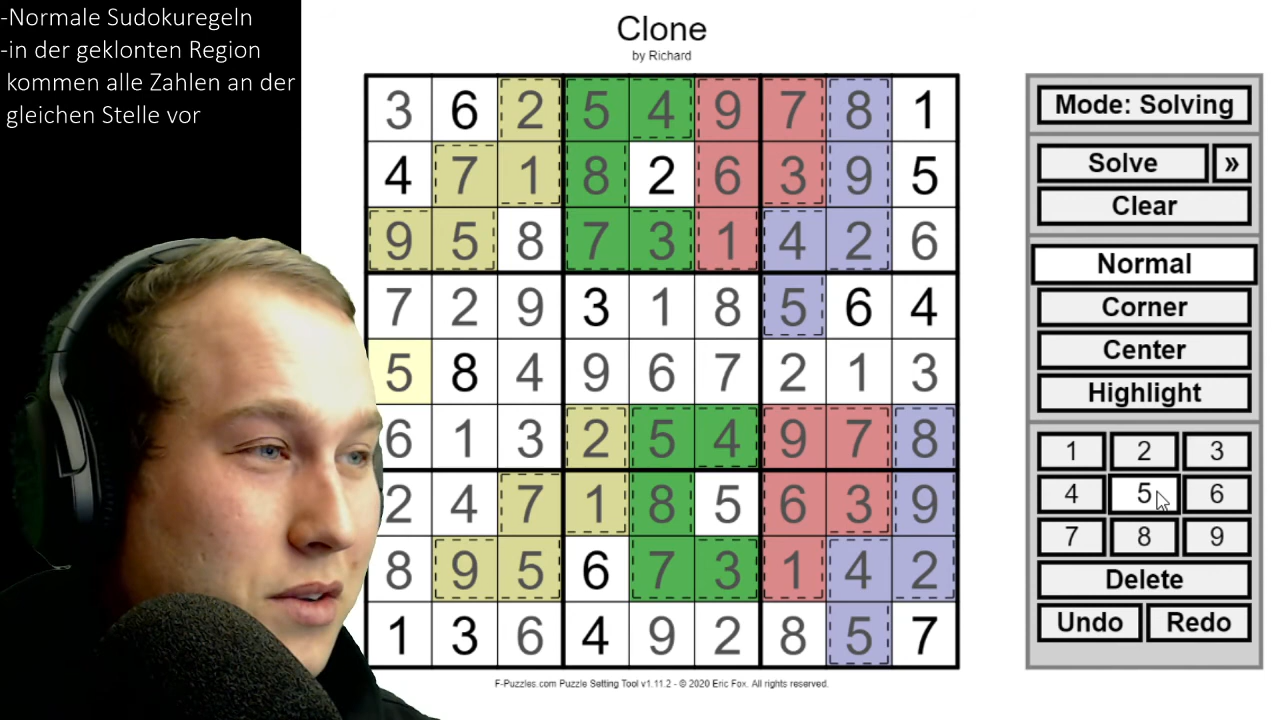 -Normale Sudokuregeln
-in der geklonten Region
kommen alle Zahlen an der
gleichen Stelle vor
Clone
by Richard
3 6 2 5 4 9 7 8 1
4 7 1 8 2 6 3 9 5
9 5 8 7 3 1 4 2 6
7 2 9 3 1 8 5 6 4
5 8 4 9 6 7 2 1 3
6 1 3 2 5 4 9 7 8
2 4 7 1 8 5 6 3 9
8 9 5 6 7 3 1 4 2
1 3 6 4 9 2 8 5 7
F-Puzzles.com Puzzle Setting Tool v1.11.2 - © 2020 Eric Fox. All rights reserved.
Mode: Solving
Solve »
Clear
Normal
Corner
Center
Highlight
1 2 3
4 5 6
7 8 9
Delete
Undo Redo